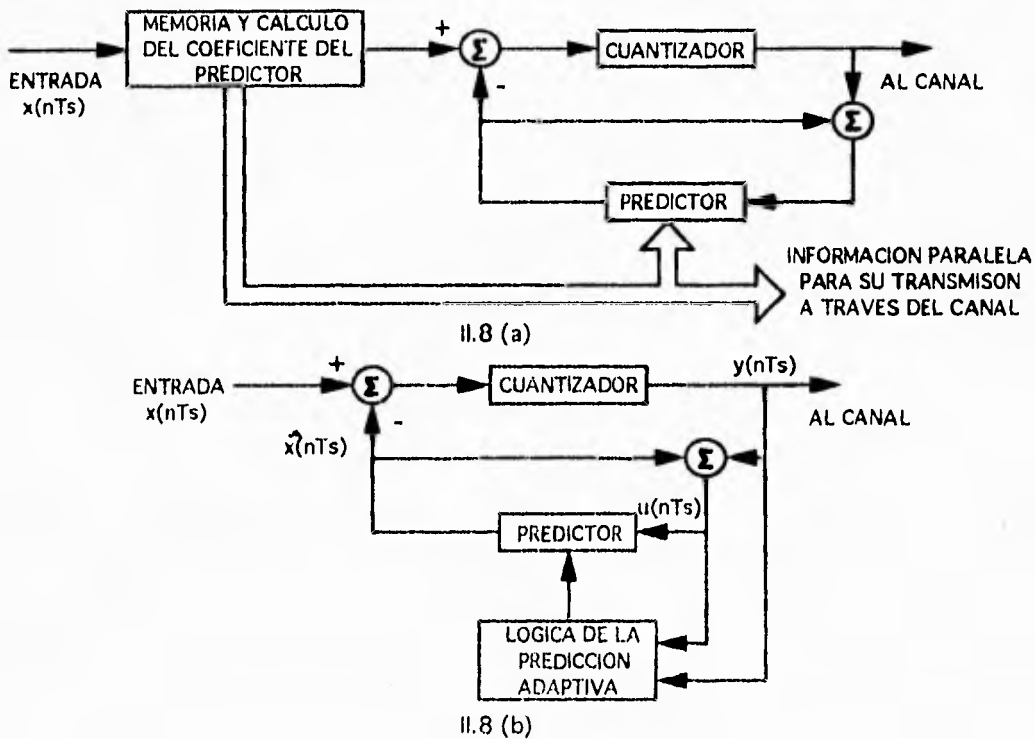 MEMORIA Y CALCULO
DEL COEFICIENTE DEL
PREDICTOR
ENTRADA
x(nTs)
+
Σ
-
CUANTIZADOR
AL CANAL
Σ
PREDICTOR
INFORMACION PARALELA
PARA SU TRANSMISON
A TRAVES DEL CANAL
II.8 (a)
ENTRADA
x(nTs)
+
Σ
-
x̂(nTs)
CUANTIZADOR
y(nTs)
AL CANAL
Σ
u(nTs)
PREDICTOR
LOGICA DE LA
PREDICCION
ADAPTIVA
II.8 (b)